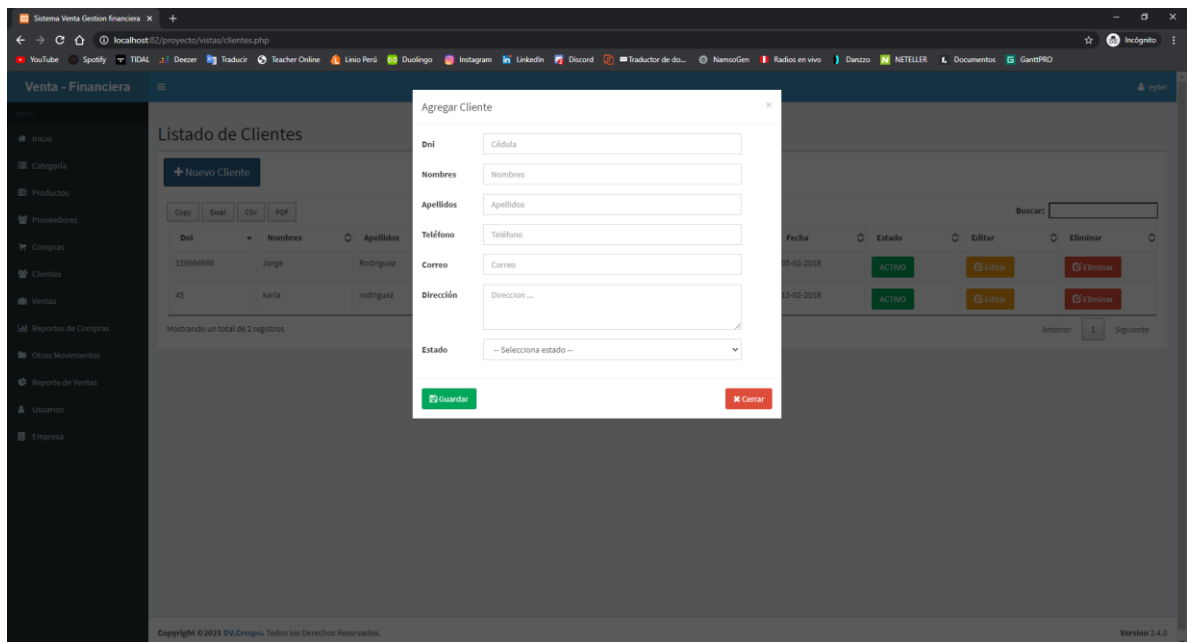 Sistema Venta Gestion financiera
localhost:82/proyecto/vistas/clientes.php
Incógnito
YouTube Spotify TIDAL Deezer Traducir Teacher Online Linio Perú Duolingo Instagram LinkedIn Discord Traductor de do... NamsoGen Radios en vivo Danzzo NETELLER Documentos GanttPRO
Venta - Financiera
eyter
MENU
Inicio
Categoría
Productos
Proveedores
Compras
Clientes
Ventas
Reportes de Compras
Otros Movimientos
Reporte de Ventas
Usuarios
Empresa
Listado de Clientes
Nuevo Cliente
Copy Excel CSV PDF
Buscar:
Dni Nombres Apellidos Fecha Estado Editar Eliminar
159966666 Jorge Rodriguez 05-02-2018 ACTIVO Editar Eliminar
45 karla rodriguez 13-02-2018 ACTIVO Editar Eliminar
Mostrando un total de 2 registros
Anterior 1 Siguiente
Agregar Cliente
×
Dni Cédula
Nombres Nombres
Apellidos Apellidos
Teléfono Teléfono
Correo Correo
Dirección Direccion ...
Estado -- Selecciona estado --
Guardar
Cerrar
Copyright ©2021 DV.Crespo. Todos los Derechos Reservados.
Version 2.4.0